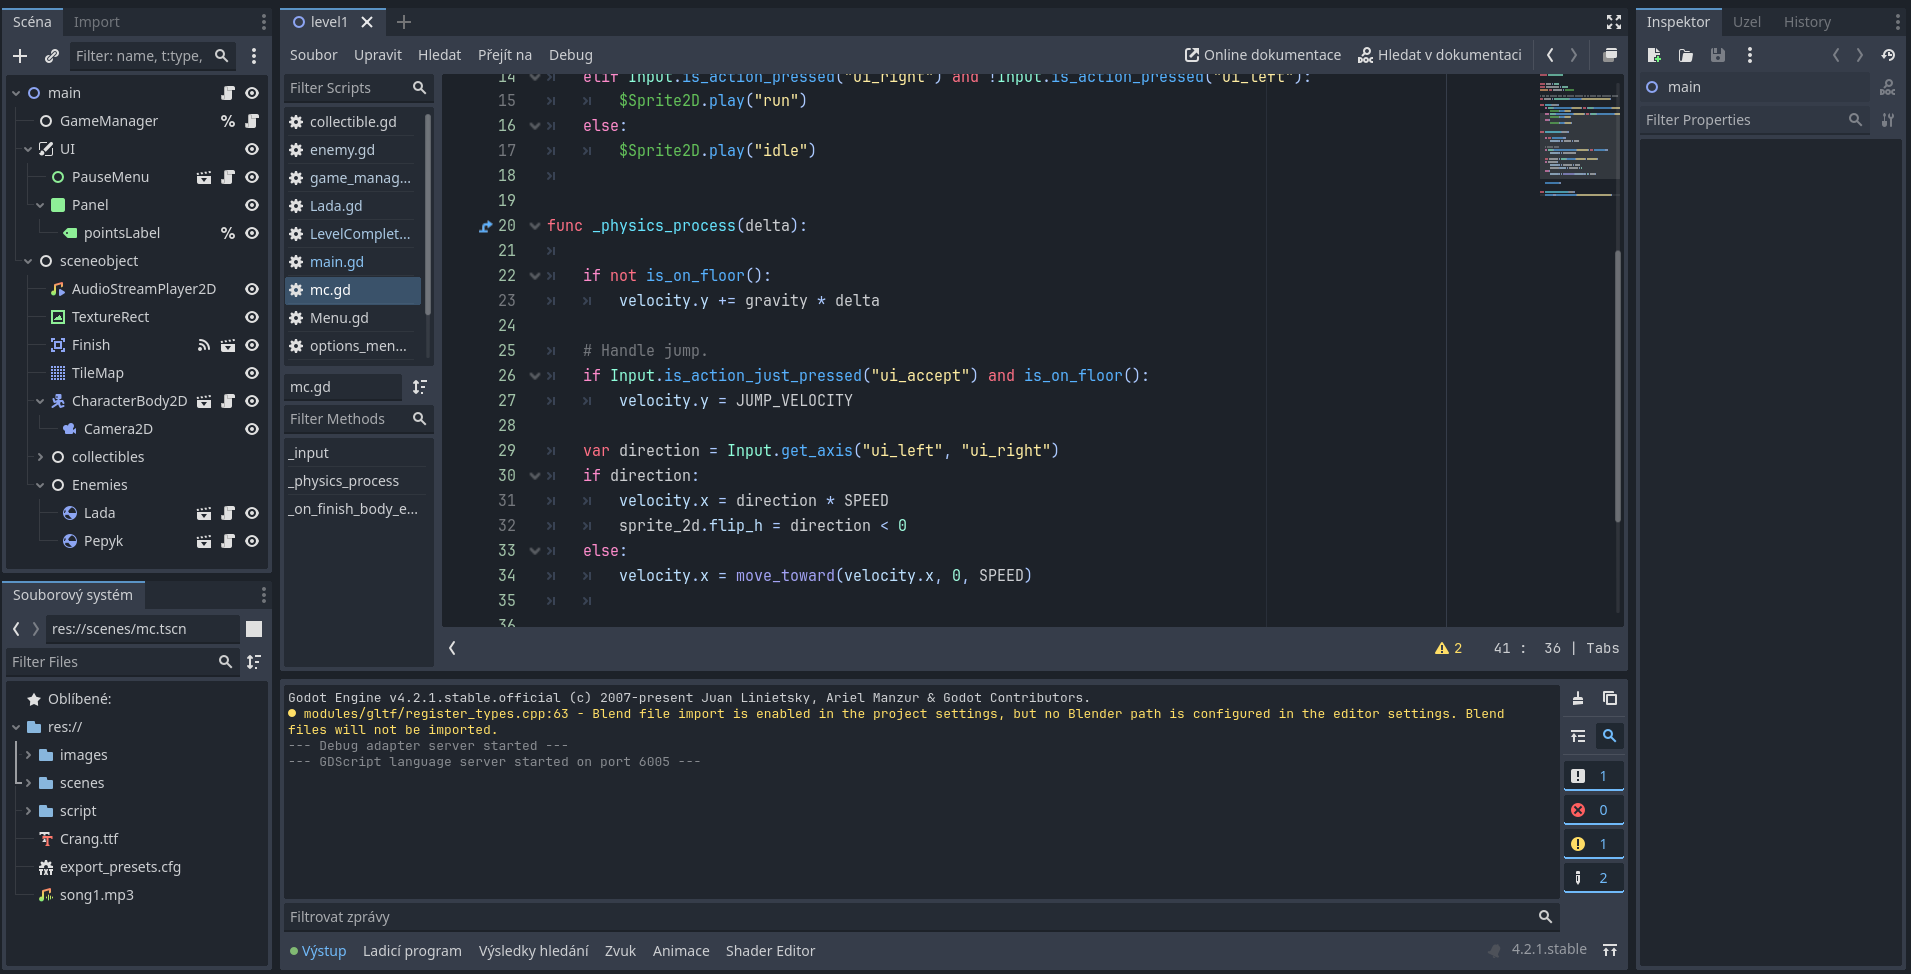 Scéna
Import
Filter: name, t:type,
main
GameManager
UI
PauseMenu
Panel
pointsLabel
sceneobject
AudioStreamPlayer2D
TextureRect
Finish
TileMap
CharacterBody2D
Camera2D
collectibles
Enemies
Lada
Pepyk
Souborový systém
res://scenes/mc.tscn
Filter Files
Oblíbené:
res://
images
scenes
script
Crang.ttf
export_presets.cfg
song1.mp3
level1
Soubor Upravit Hledat Přejít na Debug
Online dokumentace
Hledat v dokumentaci
Filter Scripts
collectible.gd
enemy.gd
game_manag...
Lada.gd
LevelComplet...
main.gd
mc.gd
Menu.gd
options_men...
mc.gd
Filter Methods
_input
_physics_process
_on_finish_body_e...
14 elif Input.is_action_pressed("ui_right") and !Input.is_action_pressed("ui_left"):
15 $Sprite2D.play("run")
16 else:
17 $Sprite2D.play("idle")
18
19
20 func _physics_process(delta):
21
22 if not is_on_floor():
23 velocity.y += gravity * delta
24
25 # Handle jump.
26 if Input.is_action_just_pressed("ui_accept") and is_on_floor():
27 velocity.y = JUMP_VELOCITY
28
29 var direction = Input.get_axis("ui_left", "ui_right")
30 if direction:
31 velocity.x = direction * SPEED
32 sprite_2d.flip_h = direction < 0
33 else:
34 velocity.x = move_toward(velocity.x, 0, SPEED)
35
36
2 41 : 36 | Tabs
Godot Engine v4.2.1.stable.official (c) 2007-present Juan Linietsky, Ariel Manzur & Godot Contributors.
modules/gltf/register_types.cpp:63 - Blend file import is enabled in the project settings, but no Blender path is configured in the editor settings. Blend
files will not be imported.
--- Debug adapter server started ---
--- GDScript language server started on port 6005 ---
1
0
1
2
Filtrovat zprávy
Výstup Ladicí program Výsledky hledání Zvuk Animace Shader Editor
4.2.1.stable
Inspektor
Uzel
History
main
DOC
Filter Properties